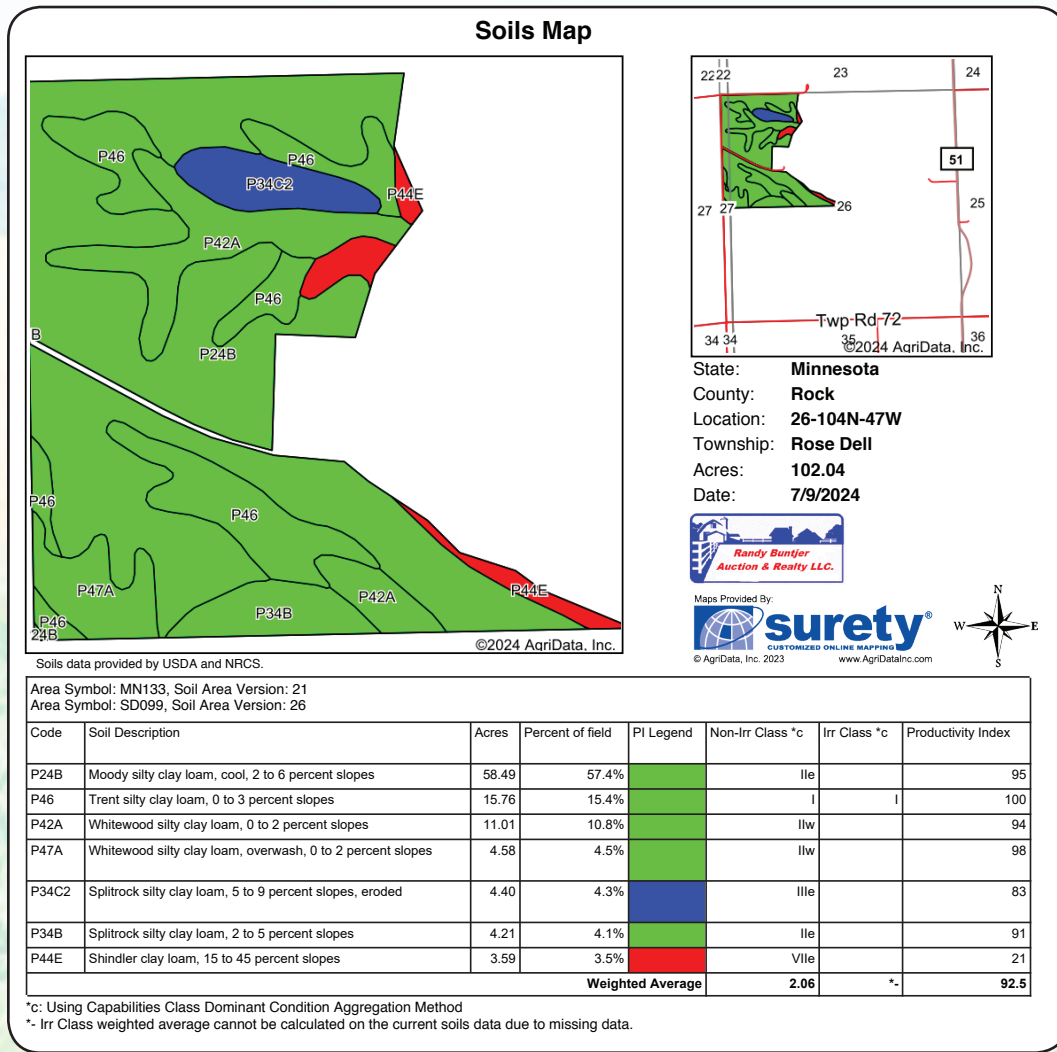 Soils Map
P46
P46
P34C2
P44E
P42A
P46
B
P24B
P46
P46
P47A
P42A
P44E
P34B
P46
24B
©2024 AgriData, Inc.
Soils data provided by USDA and NRCS.
22 22
23
24
51
27 27
26
25
Twp Rd 72
34 34
35
36
©2024 AgriData, Inc.
State: Minnesota
County: Rock
Location: 26-104N-47W
Township: Rose Dell
Acres: 102.04
Date: 7/9/2024
Randy Buntjer
Auction & Realty LLC.
Maps Provided By:
surety®
CUSTOMIZED ONLINE MAPPING
© AgriData, Inc. 2023 www.AgriDataInc.com
N
W E
S
Area Symbol: MN133, Soil Area Version: 21
Area Symbol: SD099, Soil Area Version: 26
Code Soil Description Acres Percent of field PI Legend Non-Irr Class *c Irr Class *c Productivity Index
P24B Moody silty clay loam, cool, 2 to 6 percent slopes 58.49 57.4% IIe 95
P46 Trent silty clay loam, 0 to 3 percent slopes 15.76 15.4% I I 100
P42A Whitewood silty clay loam, 0 to 2 percent slopes 11.01 10.8% IIw 94
P47A Whitewood silty clay loam, overwash, 0 to 2 percent slopes 4.58 4.5% IIw 98
P34C2 Splitrock silty clay loam, 5 to 9 percent slopes, eroded 4.40 4.3% IIIe 83
P34B Splitrock silty clay loam, 2 to 5 percent slopes 4.21 4.1% IIe 91
P44E Shindler clay loam, 15 to 45 percent slopes 3.59 3.5% VIIe 21
Weighted Average 2.06 *- 92.5
*c: Using Capabilities Class Dominant Condition Aggregation Method
*- Irr Class weighted average cannot be calculated on the current soils data due to missing data.